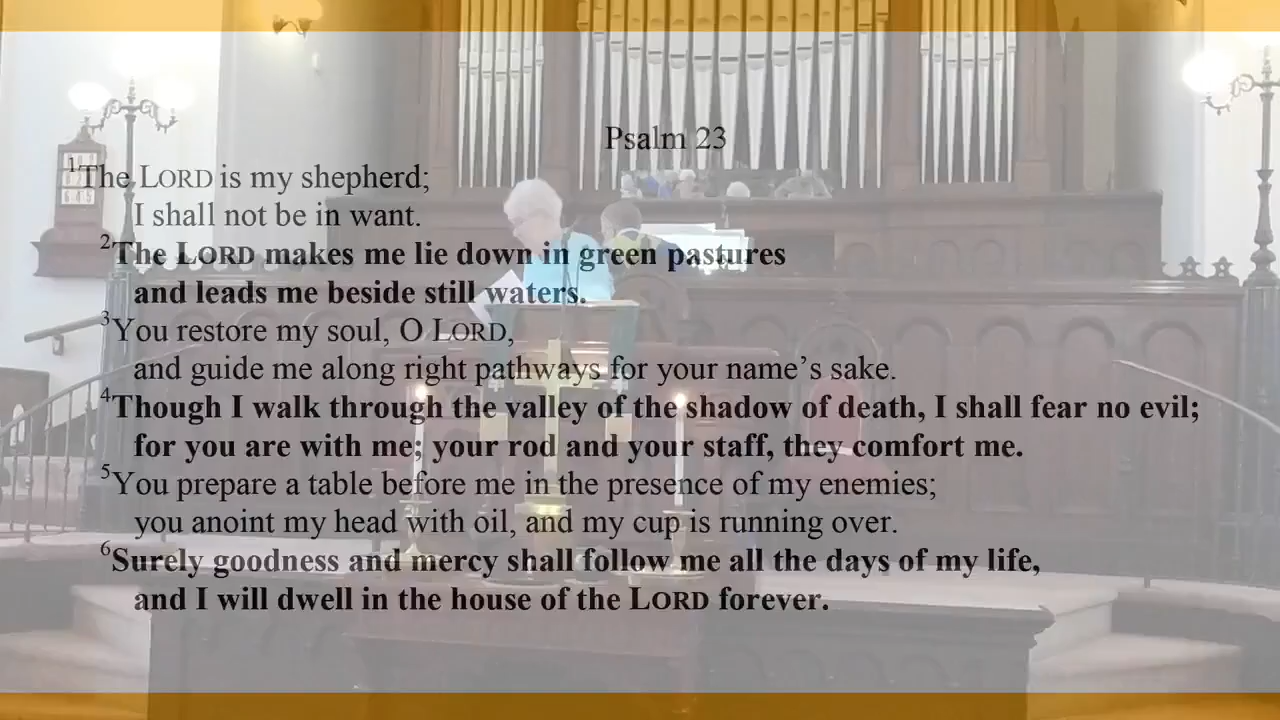 Psalm 23
¹The LORD is my shepherd;
I shall not be in want.
²The LORD makes me lie down in green pastures
and leads me beside still waters.
³You restore my soul, O LORD,
and guide me along right pathways for your name’s sake.
⁴Though I walk through the valley of the shadow of death, I shall fear no evil;
for you are with me; your rod and your staff, they comfort me.
⁵You prepare a table before me in the presence of my enemies;
you anoint my head with oil, and my cup is running over.
⁶Surely goodness and mercy shall follow me all the days of my life,
and I will dwell in the house of the LORD forever.